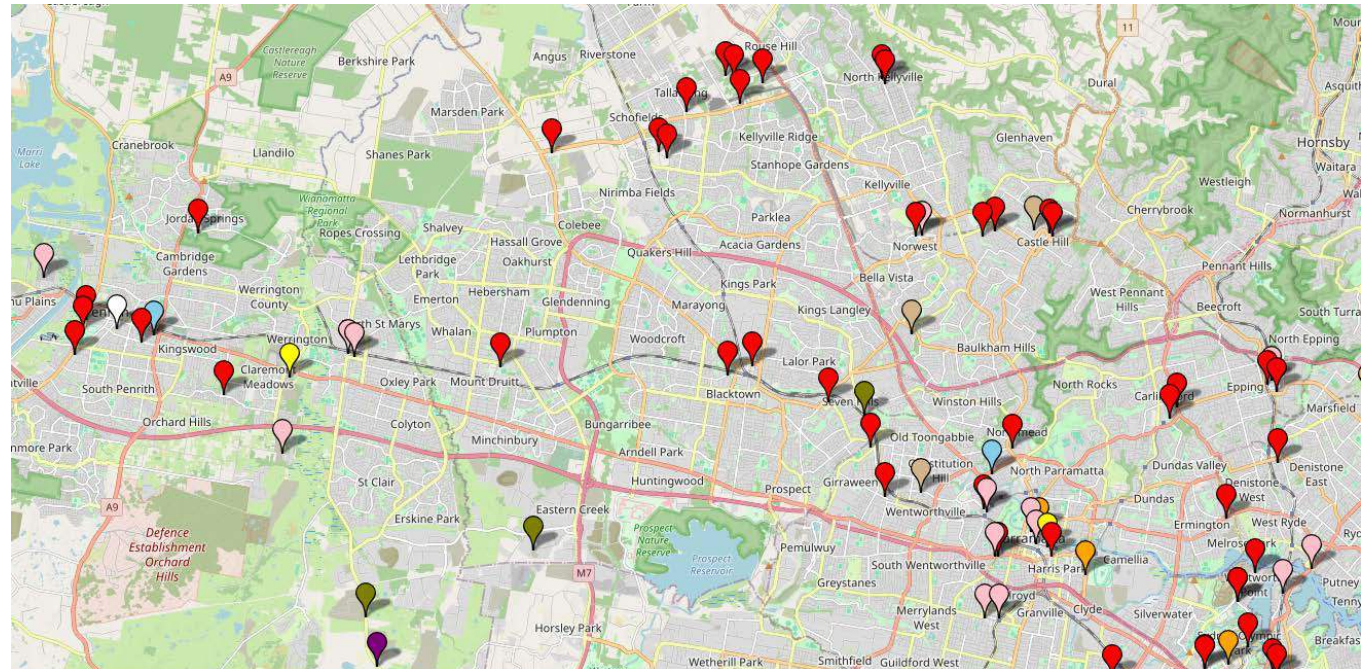 Castlereagh
Nature
Reserve
Berkshire Park
Angus
Riverstone
Rouse Hill
North Kellyville
11
Dural
Asquith
A9
Marsden Park
Schofields
Kellyville Ridge
Glenhaven
Hornsby
Waitara
Cranebrook
Llandilo
Shanes Park
Stanhope Gardens
Westleigh
Normanhurst
Wianamatta
Regional
Park
Nirimba Fields
Kellyville
Cherrybrook
Ropes Crossing
Shalvey
Colebee
Parklea
Cambridge
Gardens
Hassall Grove
Oakhurst
Quakers Hill
Acacia Gardens
Norwest
Castle Hill
Lethbridge
Park
Bella Vista
Pennant Hills
Werrington
County
Emerton
Hebersham
Glendenning
Kings Park
West Pennant
Hills
Beecroft
Marayong
Kings Langley
Whalan
Plumpton
Woodcroft
North Epping
Kingswood
Werrington
Lalor Park
Baulkham Hills
Claremont
Meadows
South Penrith
Oxley Park
Mount Druitt
Blacktown
North Rocks
Epping
Marsfield
Winston Hills
Orchard Hills
Colyton
Minchinbury
Bungarribee
Old Toongabbie
Arndell Park
North Parramatta
Dundas Valley
Denistone
East
St Clair
Huntingwood
Prospect
Girraween
Denistone
West
Dundas
A9
Erskine Park
Eastern Creek
Wentworthville
Ermington
West Ryde
Defence
Establishment
Orchard
Hills
Prospect
Nature
Reserve
Prospect
Reservoir
Pemulwuy
South Wentworthville
Harris Park
Camellia
Putney
M7
Greystanes
Merrylands
West
Granville
Clyde
Silverwater
Horsley Park
Wetherill Park
Smithfield
Guildford West